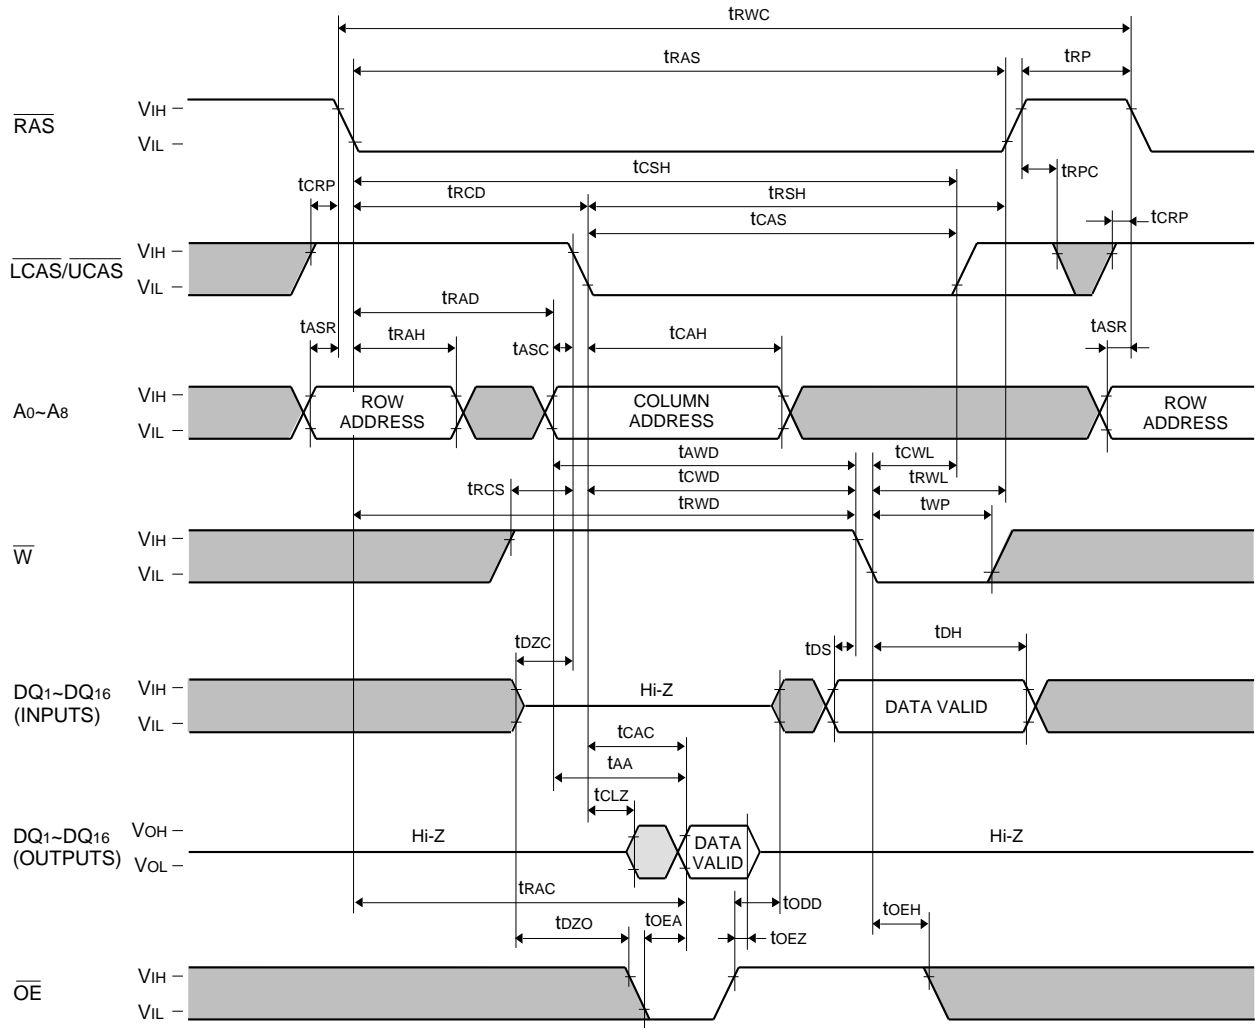 tRWC
tRAS
tRP
RAS
VIH
VIL
tCSH
tCRP
tRCD
tRSH
tRPC
tCAS
tCRP
LCAS/UCAS
VIH
VIL
tRAD
tASR
tRAH
tASC
tCAH
tASR
A0~A8
VIH
VIL
ROW
ADDRESS
COLUMN
ADDRESS
ROW
ADDRESS
tAWD
tCWL
tRCS
tCWD
tRWL
tRWD
tWP
W
VIH
VIL
tDZC
tDS
tDH
DQ1~DQ16
(INPUTS)
VIH
VIL
Hi-Z
DATA VALID
tCAC
tAA
tCLZ
DQ1~DQ16
(OUTPUTS)
VOH
VOL
Hi-Z
DATA
VALID
Hi-Z
tRAC
tODD
tDZO
tOEA
tOEZ
tOEH
OE
VIH
VIL